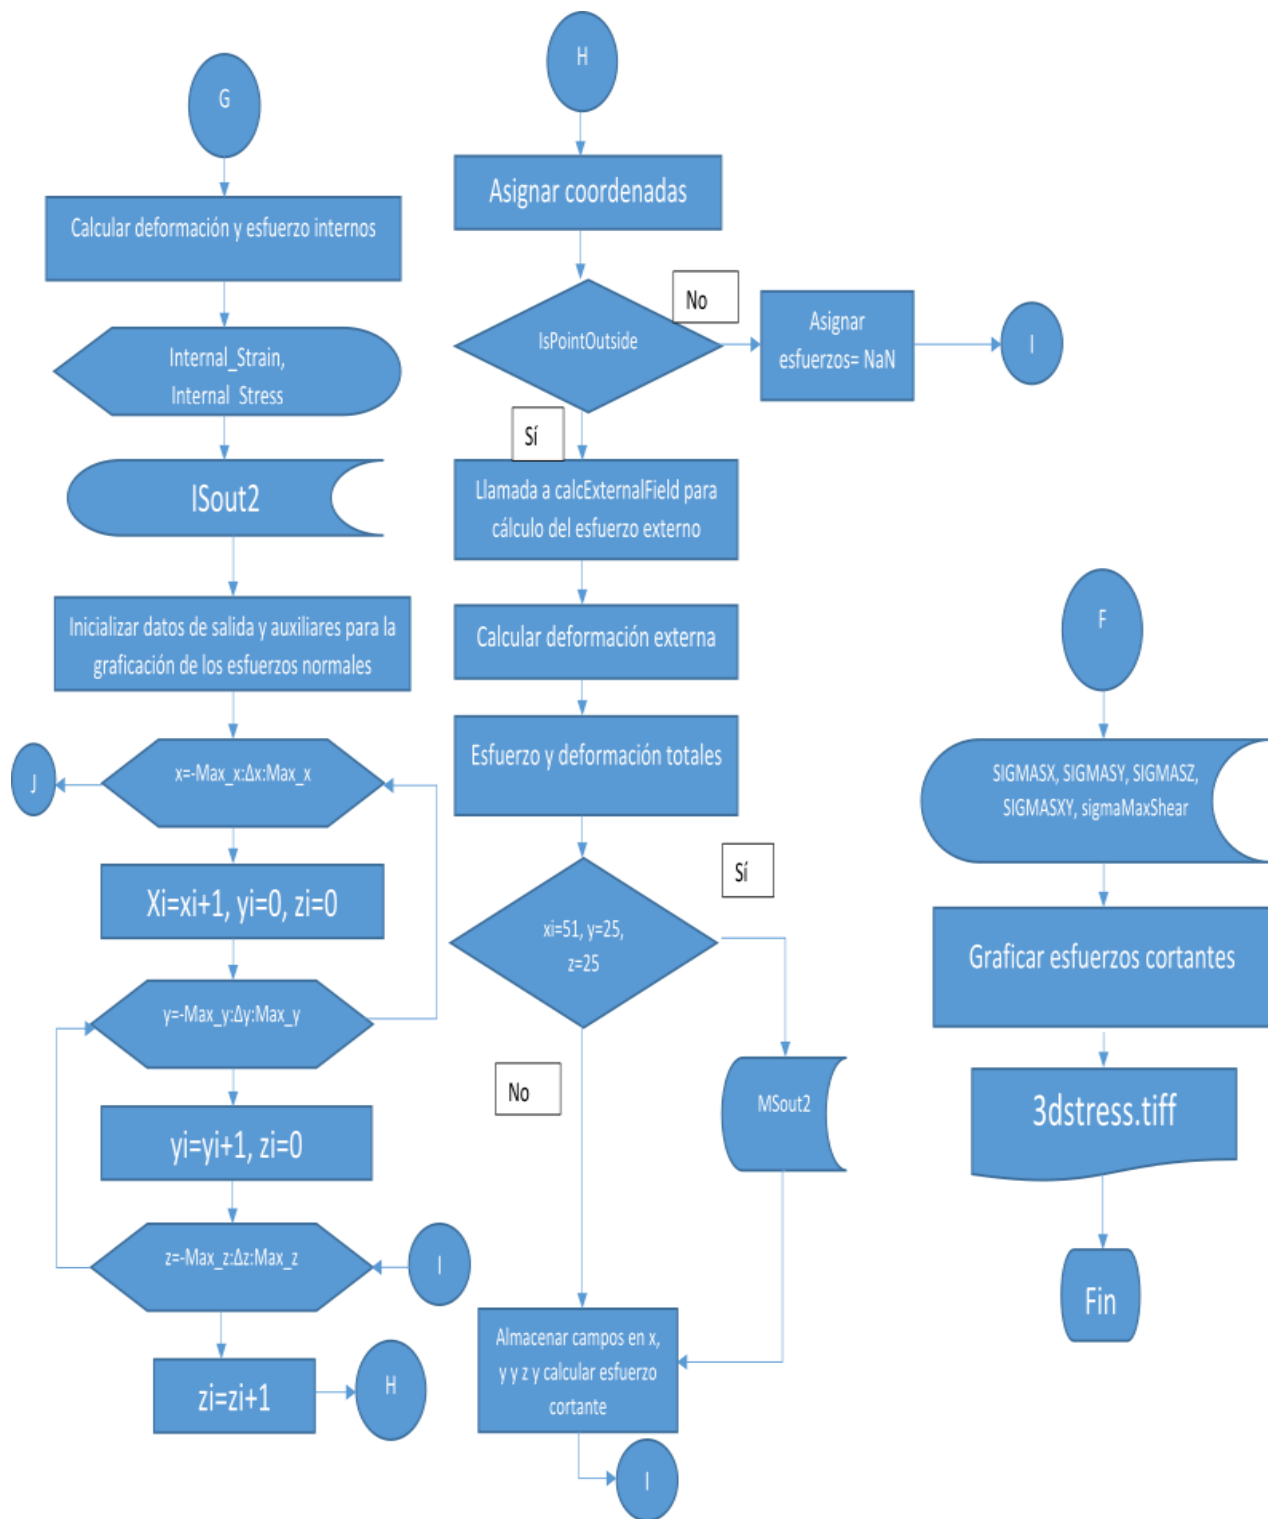 G
Calcular deformación y esfuerzo internos
Internal_Strain,
Internal Stress
ISout2
Inicializar datos de salida y auxiliares para la
graficación de los esfuerzos normales
x=-Max_x:Δx:Max_x
J
Xi=xi+1, yi=0, zi=0
y=-Max_y:Δy:Max_y
yi=yi+1, zi=0
z=-Max_z:Δz:Max_z
I
zi=zi+1
H
H
Asignar coordenadas
IsPointOutside
No
Asignar
esfuerzos= NaN
I
Sí
Llamada a calcExternalField para
cálculo del esfuerzo externo
Calcular deformación externa
Esfuerzo y deformación totales
xi=51, y=25,
z=25
Sí
No
MSout2
Almacenar campos en x,
y y z y calcular esfuerzo
cortante
I
F
SIGMASX, SIGMASY, SIGMASZ,
SIGMASXY, sigmaMaxShear
Graficar esfuerzos cortantes
3dstress.tiff
Fin